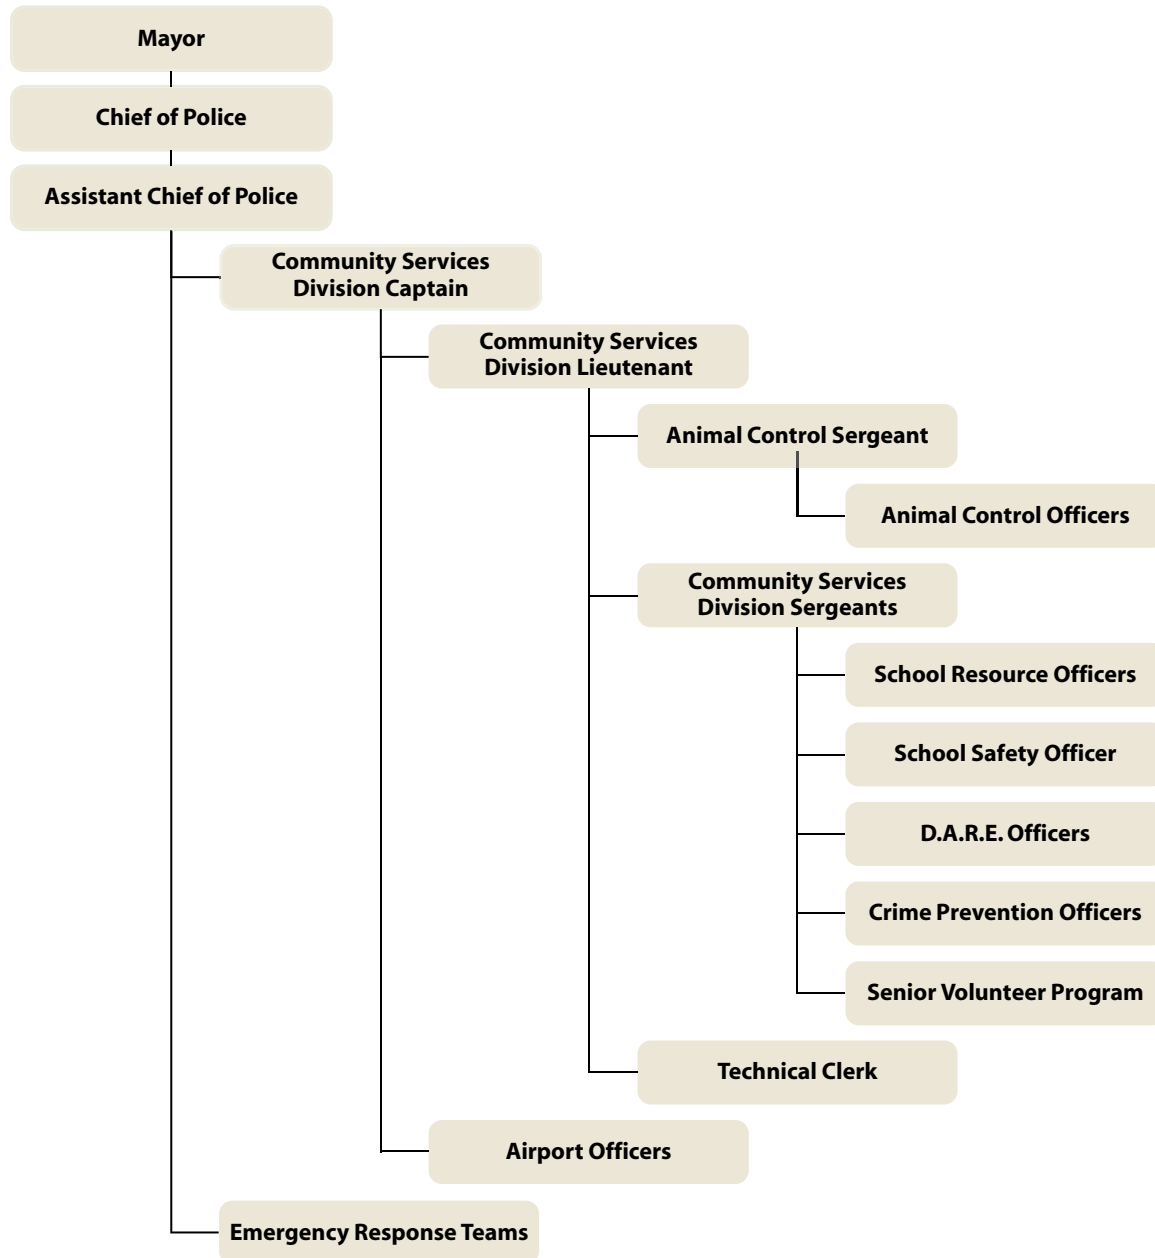 Mayor
Chief of Police
Assistant Chief of Police
Community Services
Division Captain
Community Services
Division Lieutenant
Animal Control Sergeant
Animal Control Officers
Community Services
Division Sergeants
School Resource Officers
School Safety Officer
D.A.R.E. Officers
Crime Prevention Officers
Senior Volunteer Program
Technical Clerk
Airport Officers
Emergency Response Teams